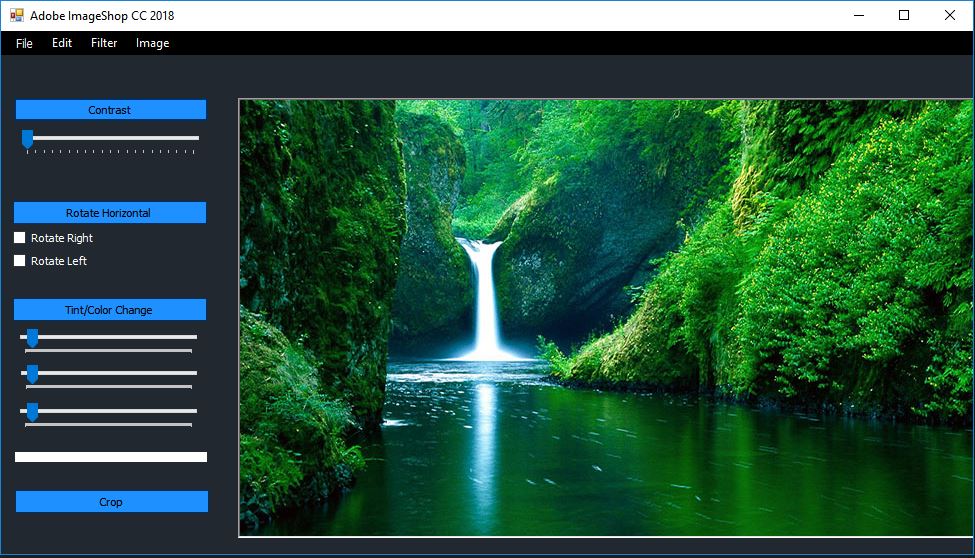 Adobe ImageShop CC 2018
File Edit Filter Image
Contrast
Rotate Horizontal
Rotate Right
Rotate Left
Tint/Color Change
Crop